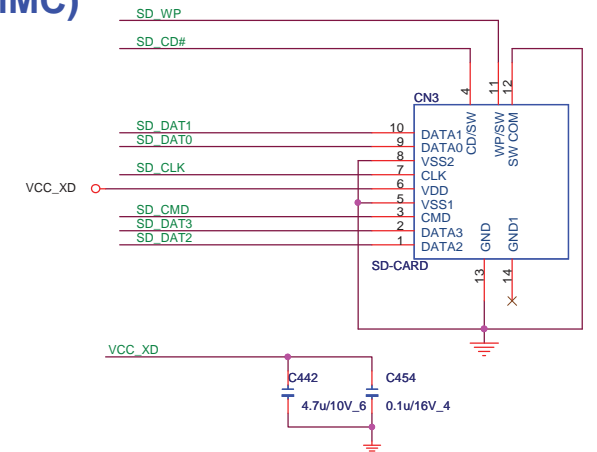 MMC)
SD_WP
SD_CD#
4
11
12
CN3
CD/SW
WP/SW
SW COM
SD_DAT1 10 DATA1
SD_DAT0 9 DATA0
8 VSS2
SD_CLK 7 CLK
VCC_XD 6 VDD
5 VSS1
SD_CMD 3 CMD
SD_DAT3 2 DATA3
SD_DAT2 1 DATA2
GND
GND1
SD-CARD
13
14
VCC_XD
C442 C454
4.7u/10V_6 0.1u/16V_4